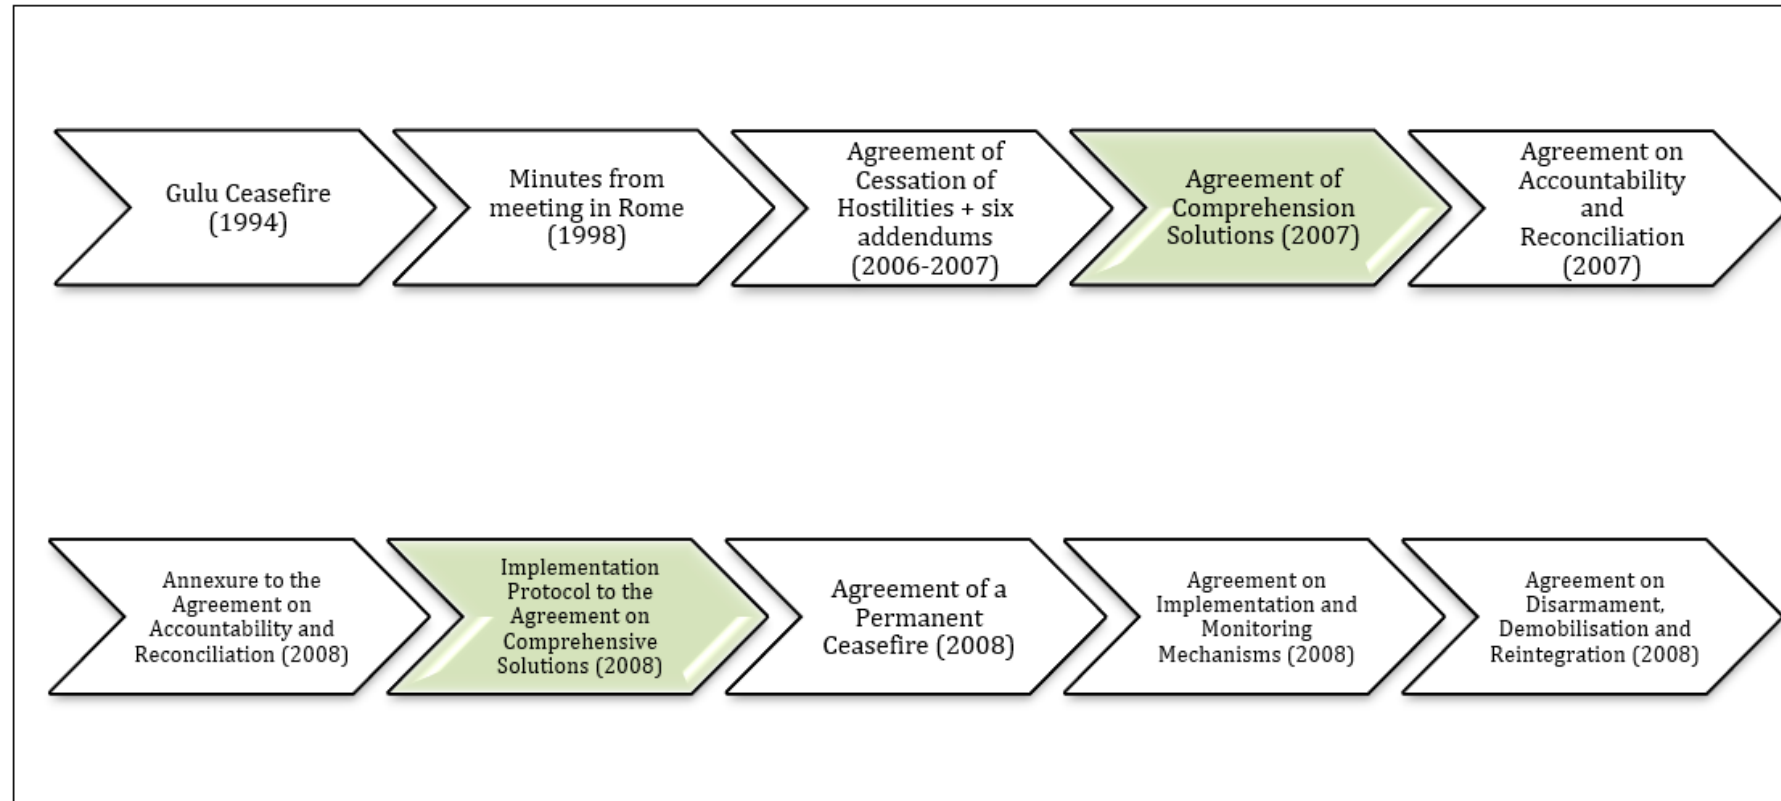 Gulu Ceasefire
(1994)
Minutes from
meeting in Rome
(1998)
Agreement of
Cessation of
Hostilities + six
addendums
(2006-2007)
Agreement of
Comprehension
Solutions (2007)
Agreement on
Accountability
and
Reconciliation
(2007)
Annexure to the
Agreement on
Accountability and
Reconciliation (2008)
Implementation
Protocol to the
Agreement on
Comprehensive
Solutions (2008)
Agreement of a
Permanent
Ceasefire (2008)
Agreement on
Implementation and
Monitoring
Mechanisms (2008)
Agreement on
Disarmament,
Demobilisation and
Reintegration (2008)